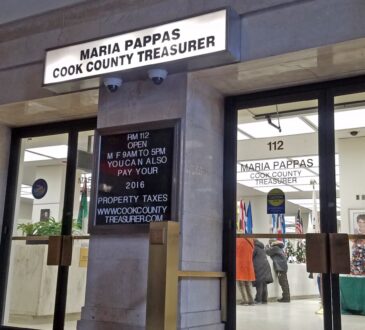 MARIA PAPPAS
COOK COUNTY TREASURER
RM 112
OPEN
M F 9AM TO 5PM
YOU CAN ALSO
PAY YOUR
2016
PROPERTY TAXES
WWW.COOKCOUNTY
TREASURER.COM
112
MARIA PAPPAS
COOK COUNTY
TREASURER